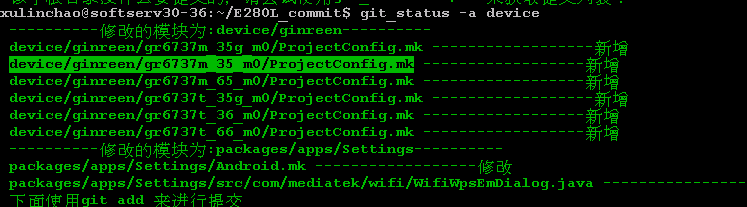 xulinchao@softserv30-36:~/E280L_commit$ git_status -a device
----------修改的模块为:device/ginreen-----------
device/ginreen/gr6737m_35g_m0/ProjectConfig.mk -------------------新增
device/ginreen/gr6737m_35_m0/ProjectConfig.mk -------------------新增
device/ginreen/gr6737m_65_m0/ProjectConfig.mk -------------------新增
device/ginreen/gr6737t_35g_m0/ProjectConfig.mk -------------------新增
device/ginreen/gr6737t_36_m0/ProjectConfig.mk -------------------新增
device/ginreen/gr6737t_66_m0/ProjectConfig.mk -------------------新增
----------修改的模块为:packages/apps/Settings-----------
packages/apps/Settings/Android.mk -------------------修改
packages/apps/Settings/src/com/mediatek/wifi/WifiWpsEmDialog.java ----------------
下面使用git add 来进行提交